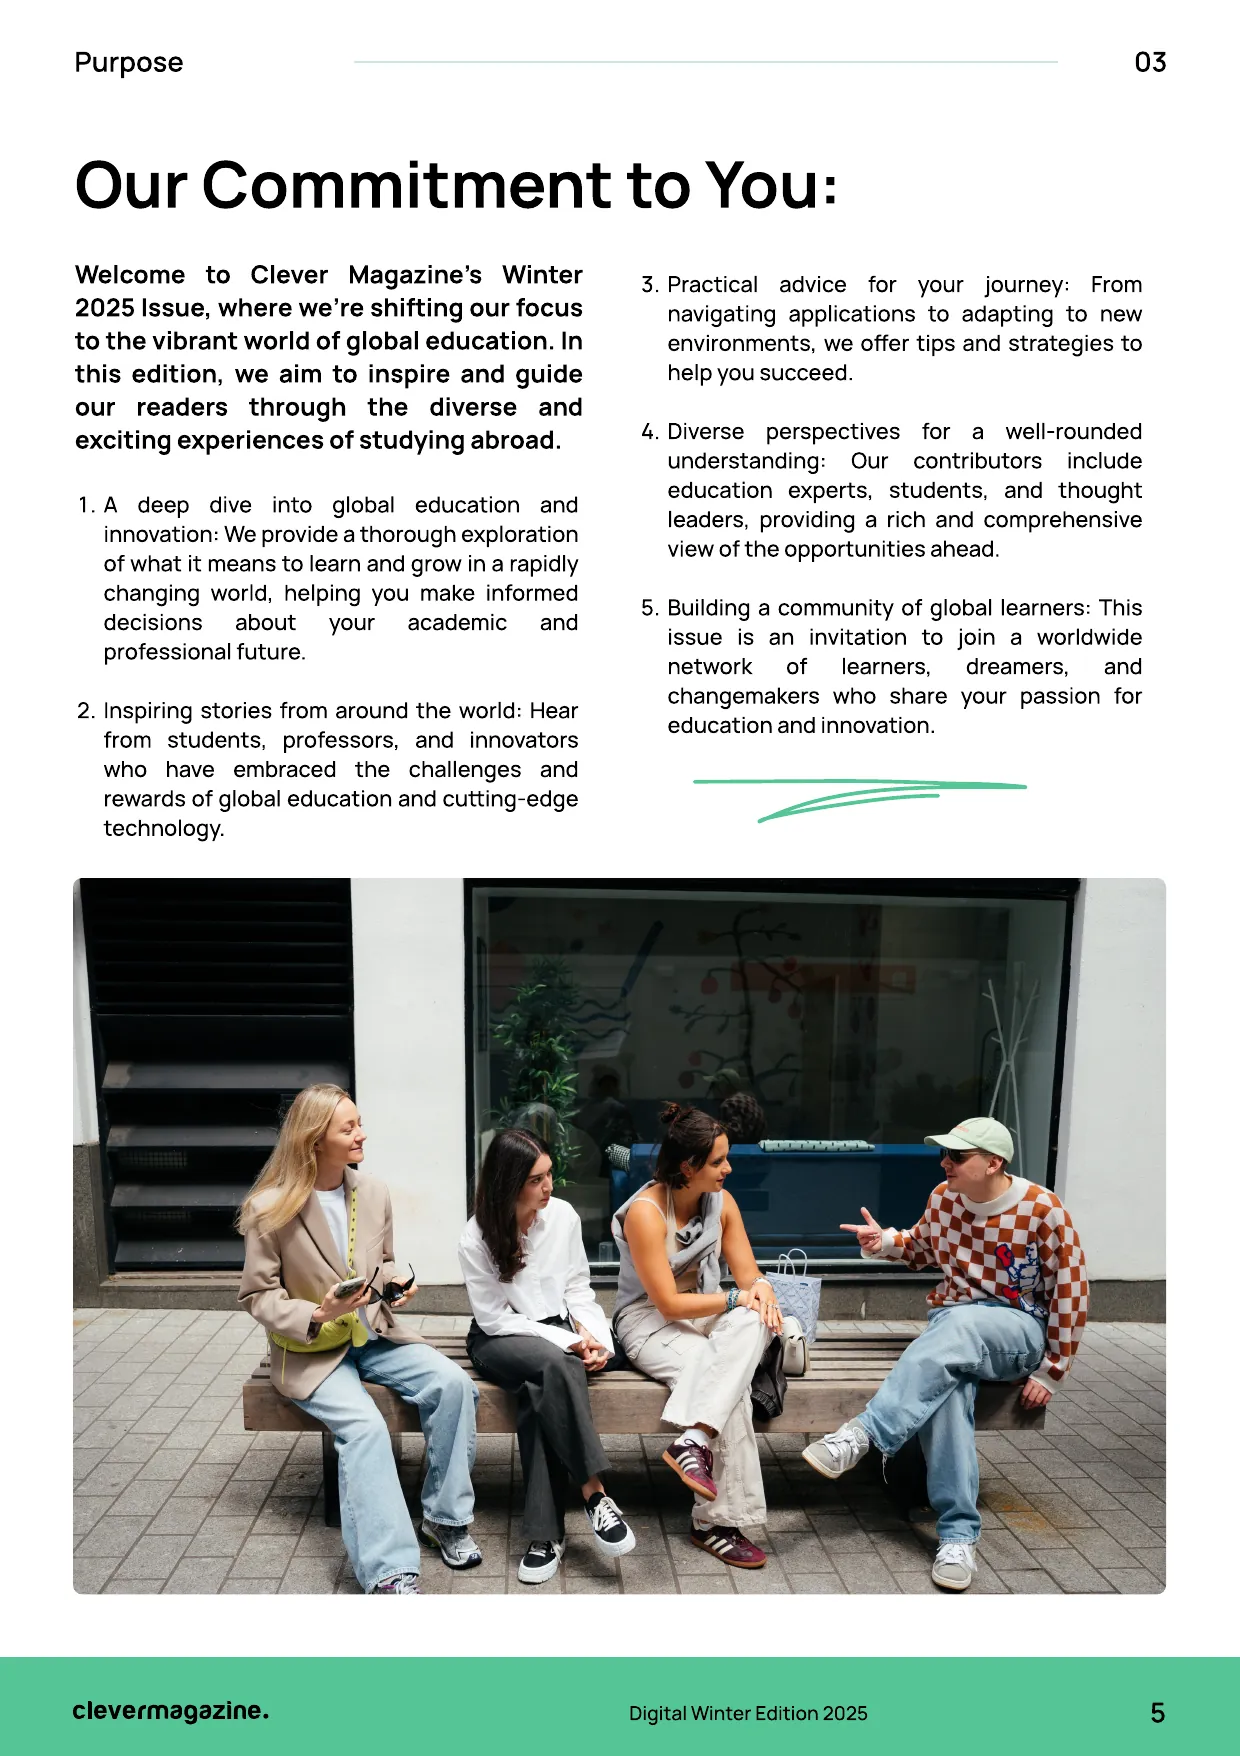 Purpose
03
Our Commitment to You:
Welcome to Clever Magazine's Winter
2025 Issue, where we're shifting our focus
to the vibrant world of global education. In
this edition, we aim to inspire and guide
our readers through the diverse and
exciting experiences of studying abroad.
1. A deep dive into global education and
innovation: We provide a thorough exploration
of what it means to learn and grow in a rapidly
changing world, helping you make informed
decisions about your academic and
professional future.
2. Inspiring stories from around the world: Hear
from students, professors, and innovators
who have embraced the challenges and
rewards of global education and cutting-edge
technology.
3. Practical advice for your journey: From
navigating applications to adapting to new
environments, we offer tips and strategies to
help you succeed.
4. Diverse perspectives for a well-rounded
understanding: Our contributors include
education experts, students, and thought
leaders, providing a rich and comprehensive
view of the opportunities ahead.
5. Building a community of global learners: This
issue is an invitation to join a worldwide
network of learners, dreamers, and
changemakers who share your passion for
education and innovation.
clevermagazine.
Digital Winter Edition 2025
5